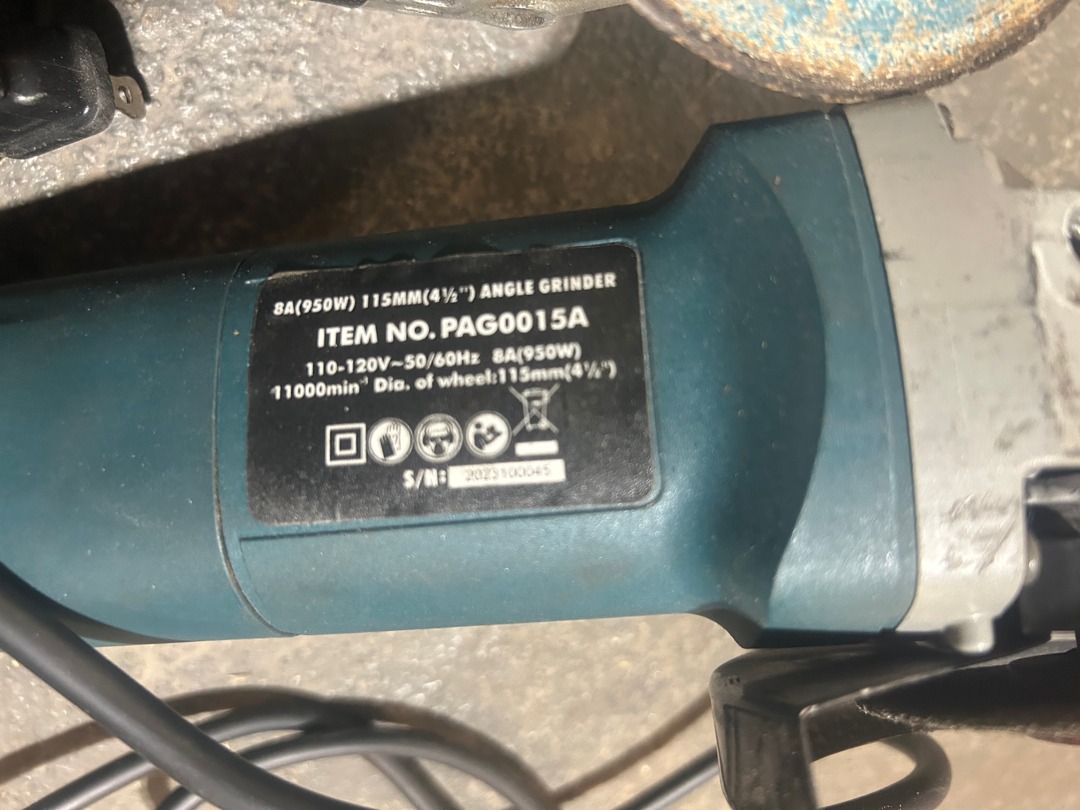 8A(950W) 115MM(4½") ANGLE GRINDER
ITEM NO. PAG0015A
110-120V~50/60Hz 8A(950W)
11000min⁻¹ Dia. of wheel:115mm(4½")
S/N: 2023100045